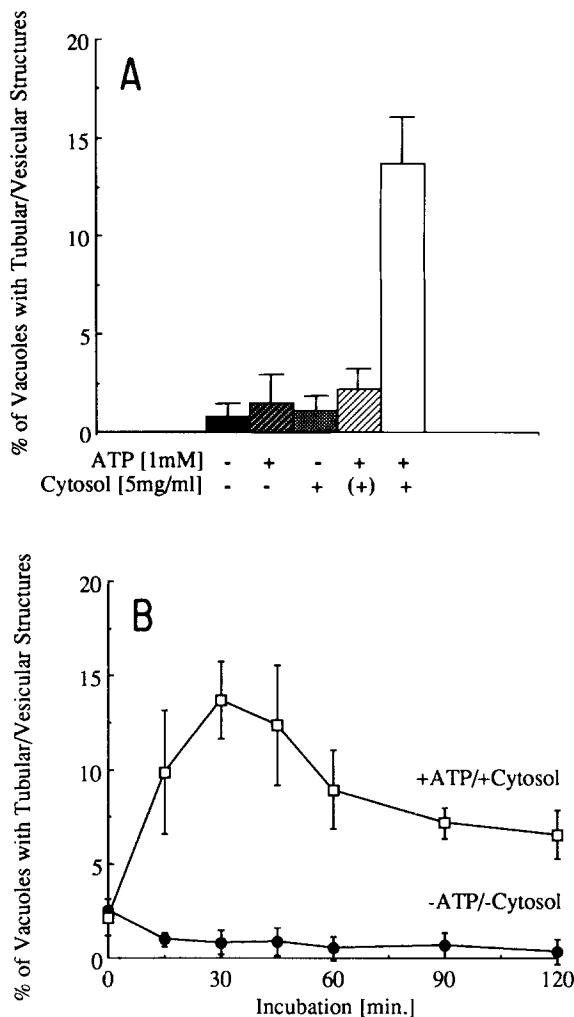 A
% of Vacuoles with Tubular/Vesicular Structures
20
15
10
5
0
ATP [1mM] - + - + +
Cytosol [5mg/ml] - - + (+) +
B
% of Vacuoles with Tubular/Vesicular Structures
20
15
10
5
0
+ATP/+Cytosol
-ATP/-Cytosol
0 30 60 90 120
Incubation [min.]